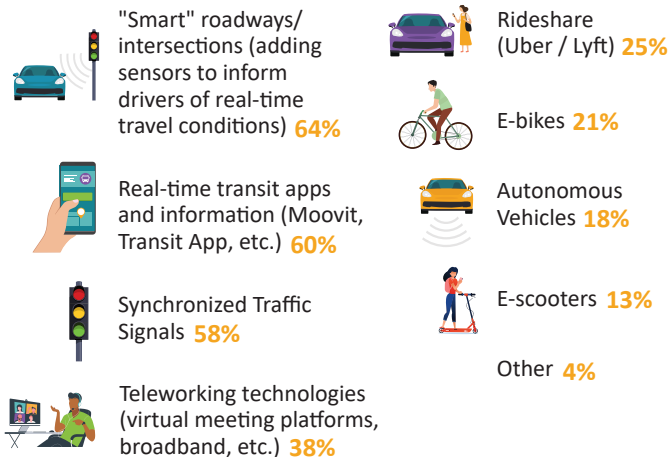 "Smart" roadways/
intersections (adding
sensors to inform
drivers of real-time
travel conditions) 64%
Real-time transit apps
and information (Moovit,
Transit App, etc.) 60%
Synchronized Traffic
Signals 58%
Teleworking technologies
(virtual meeting platforms,
broadband, etc.) 38%
Rideshare
(Uber / Lyft) 25%
E-bikes 21%
Autonomous
Vehicles 18%
E-scooters 13%
Other 4%